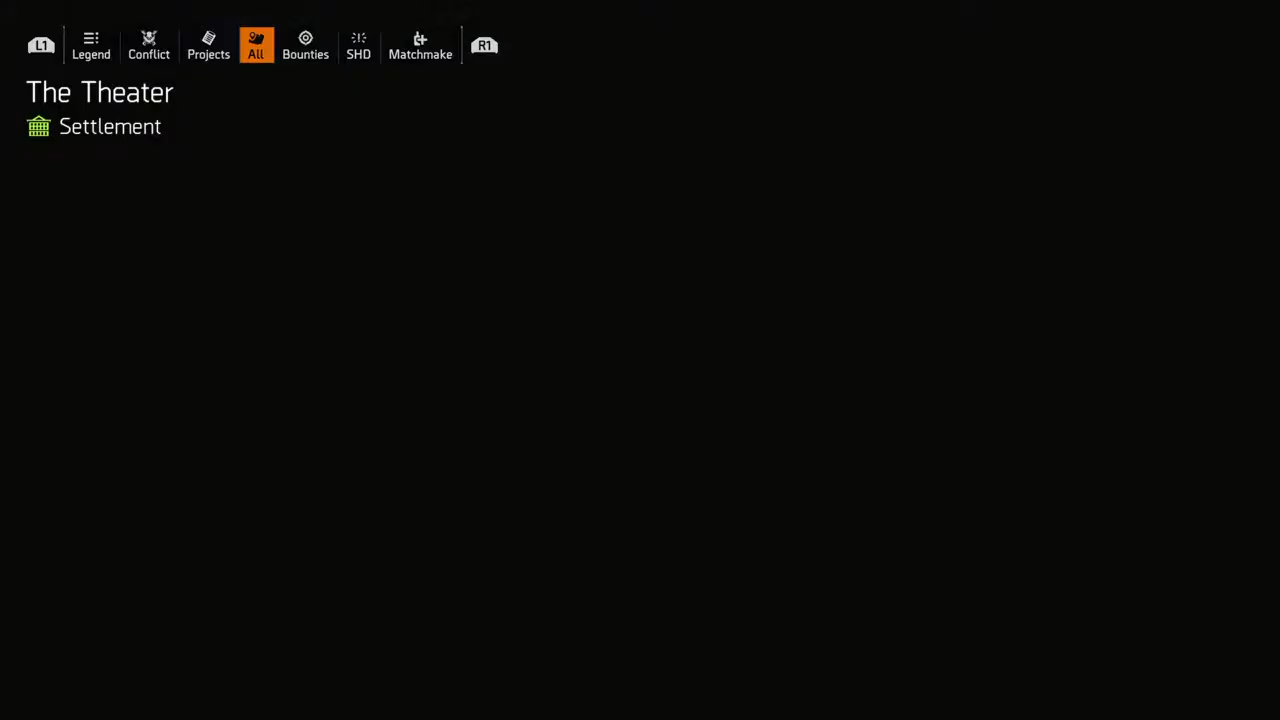 L1 Legend Conflict Projects All Bounties SHD Matchmake R1
The Theater
Settlement